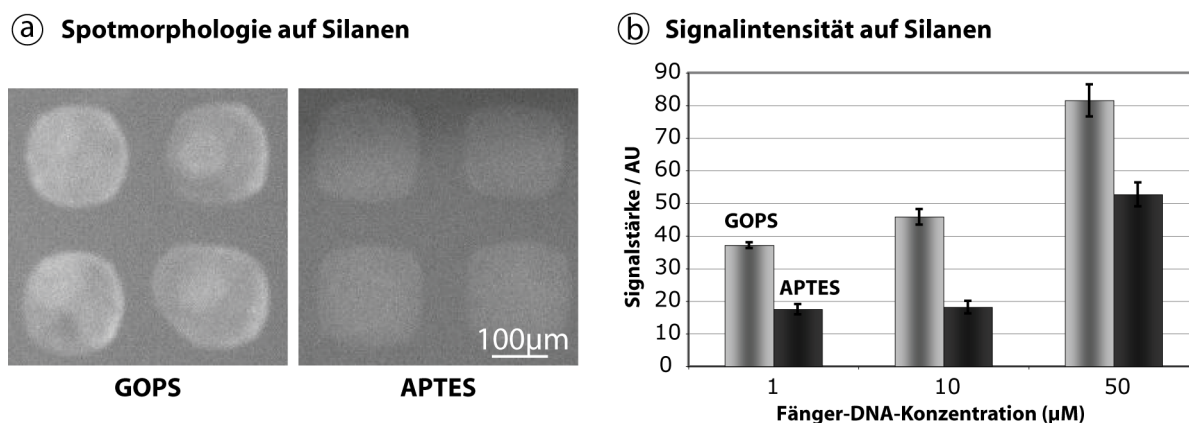 a Spotmorphologie auf Silanen
100µm
GOPS
APTES
b Signalintensität auf Silanen
Signalstärke / AU
90
80
70
60
50
40
30
20
10
0
GOPS
APTES
1 10 50
Fänger-DNA-Konzentration (µM)